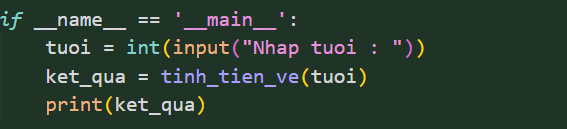 if __name__ == '__main__':
    tuoi = int(input("Nhap tuoi : "))
    ket_qua = tinh_tien_ve(tuoi)
    print(ket_qua)